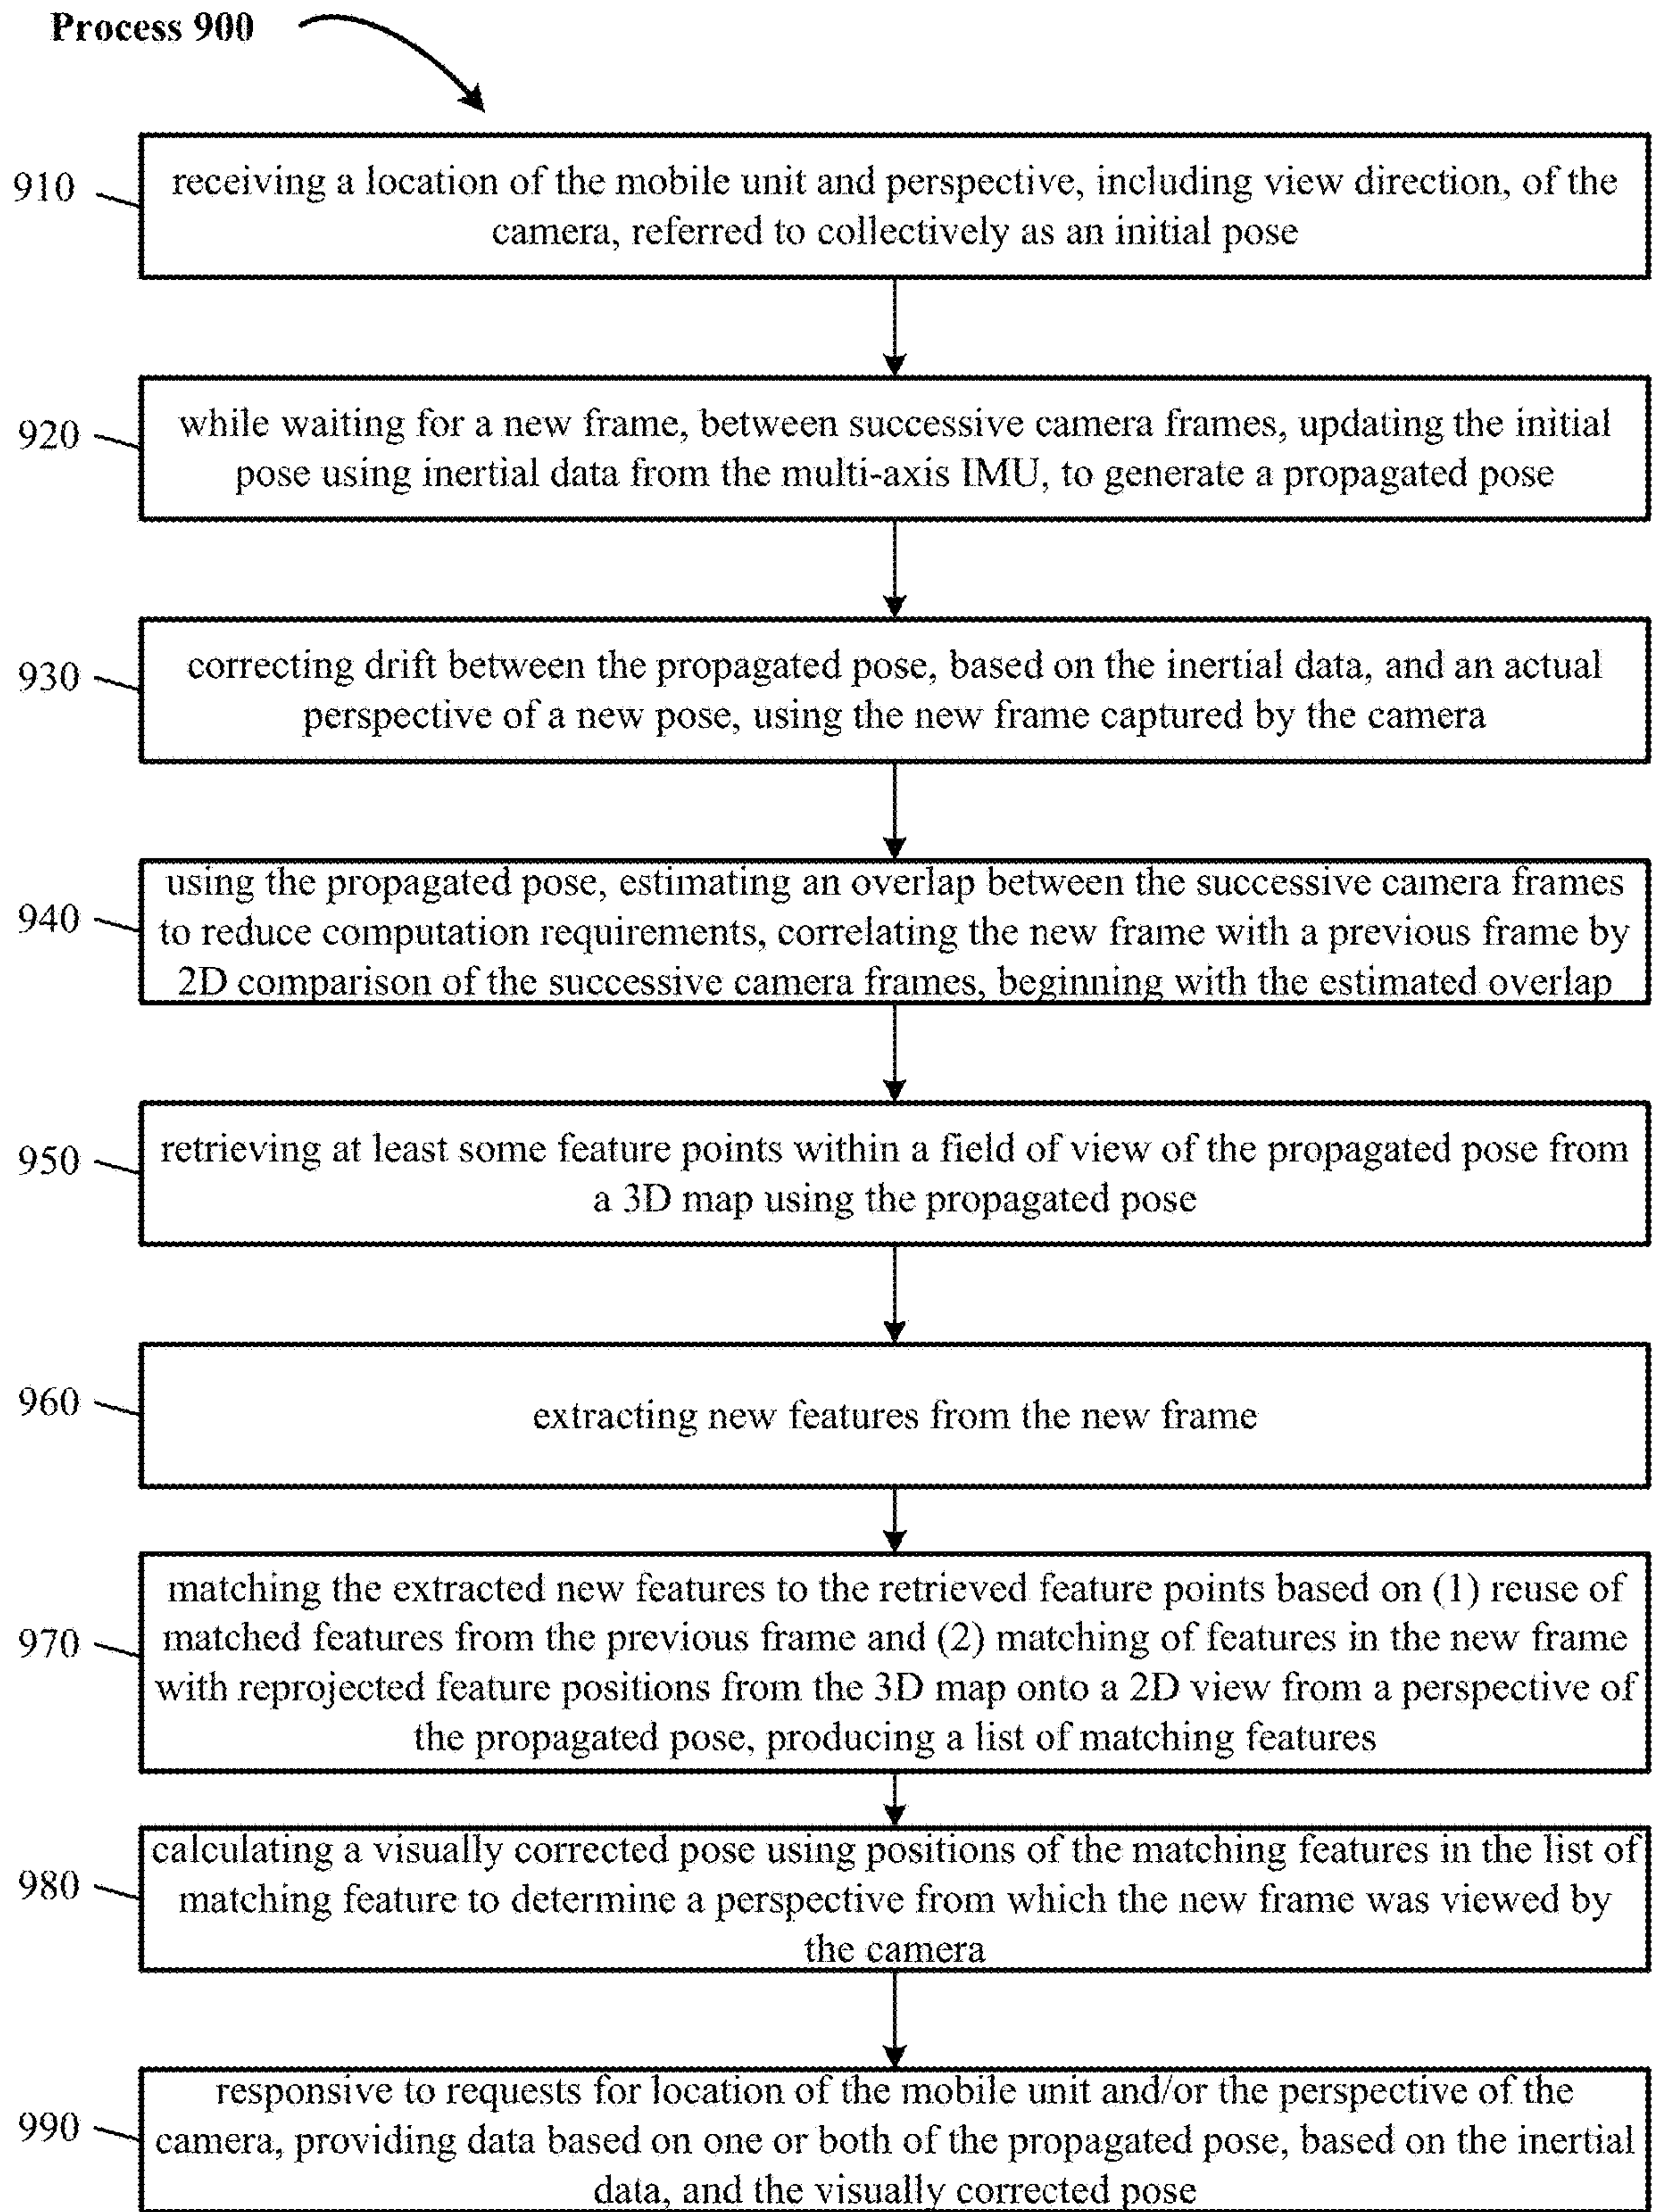 Process 900
910
receiving a location of the mobile unit and perspective, including view direction, of the
camera, referred to collectively as an initial pose
920
while waiting for a new frame, between successive camera frames, updating the initial
pose using inertial data from the multi-axis IMU, to generate a propagated pose
930
correcting drift between the propagated pose, based on the inertial data, and an actual
perspective of a new pose, using the new frame captured by the camera
940
using the propagated pose, estimating an overlap between the successive camera frames
to reduce computation requirements, correlating the new frame with a previous frame by
2D comparison of the successive camera frames, beginning with the estimated overlap
950
retrieving at least some feature points within a field of view of the propagated pose from
a 3D map using the propagated pose
960
extracting new features from the new frame
970
matching the extracted new features to the retrieved feature points based on (1) reuse of
matched features from the previous frame and (2) matching of features in the new frame
with reprojected feature positions from the 3D map onto a 2D view from a perspective of
the propagated pose, producing a list of matching features
980
calculating a visually corrected pose using positions of the matching features in the list of
matching feature to determine a perspective from which the new frame was viewed by
the camera
990
responsive to requests for location of the mobile unit and/or the perspective of the
camera, providing data based on one or both of the propagated pose, based on the inertial
data, and the visually corrected pose